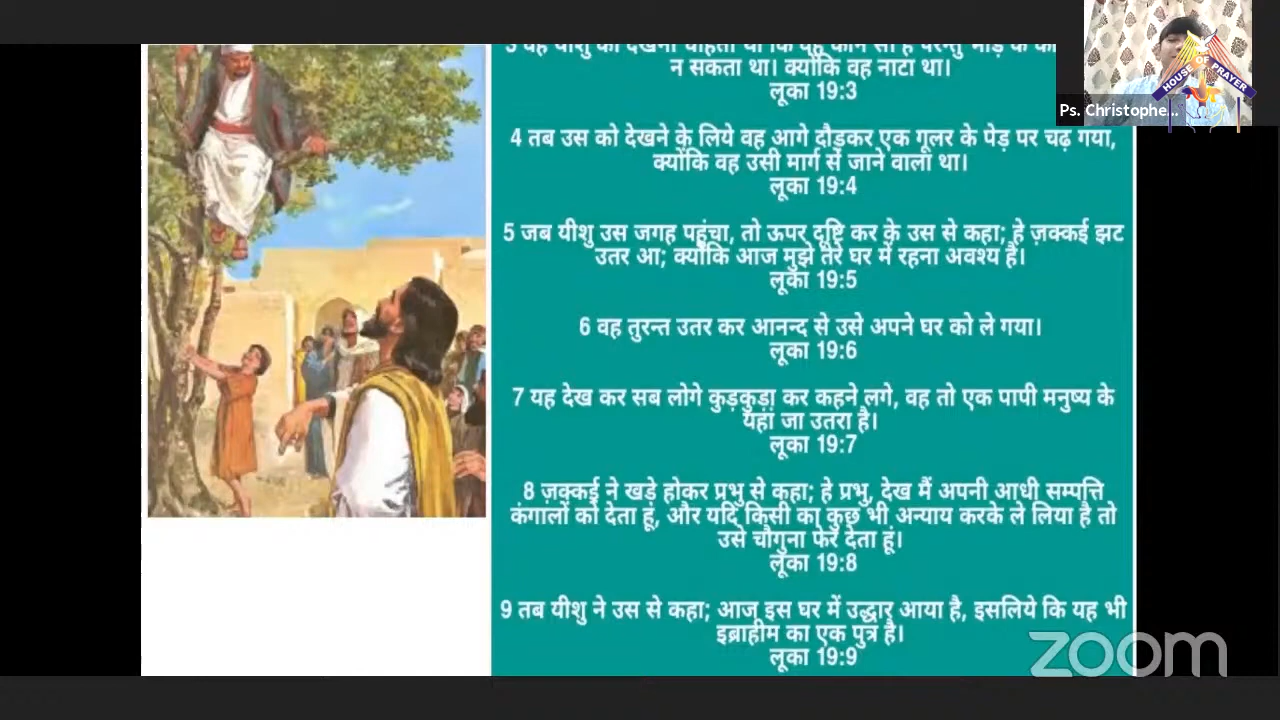 न सकता था। क्योंकि वह नाटा था।
लूका 19:3
4 तब उस को देखने के लिये वह आगे दौड़कर एक गूलर के पेड़ पर चढ़ गया,
क्योंकि वह उसी मार्ग से जाने वाला था।
लूका 19:4
5 जब यीशु उस जगह पहुंचा, तो ऊपर दृष्टि कर के उस से कहा; हे ज़क्कई झट
उतर आ; क्योंकि आज मुझे तेरे घर में रहना अवश्य है।
लूका 19:5
6 वह तुरन्त उतर कर आनन्द से उसे अपने घर को ले गया।
लूका 19:6
7 यह देख कर सब लोगे कुड़कुड़ा कर कहने लगे, वह तो एक पापी मनुष्य के
यहां जा उतरा है।
लूका 19:7
8 ज़क्कई ने खड़े होकर प्रभु से कहा; हे प्रभु, देख मैं अपनी आधी सम्पत्ति
कंगालों को देता हूं, और यदि किसी का कुछ भी अन्याय करके ले लिया है तो
उसे चौगुना फेर देता हूं।
लूका 19:8
9 तब यीशु ने उस से कहा; आज इस घर में उद्धार आया है, इसलिये कि यह भी
इब्राहीम का एक पुत्र है।
लूका 19:9
HOUSE OF PRAYER
Ps. Christophe...
zoom